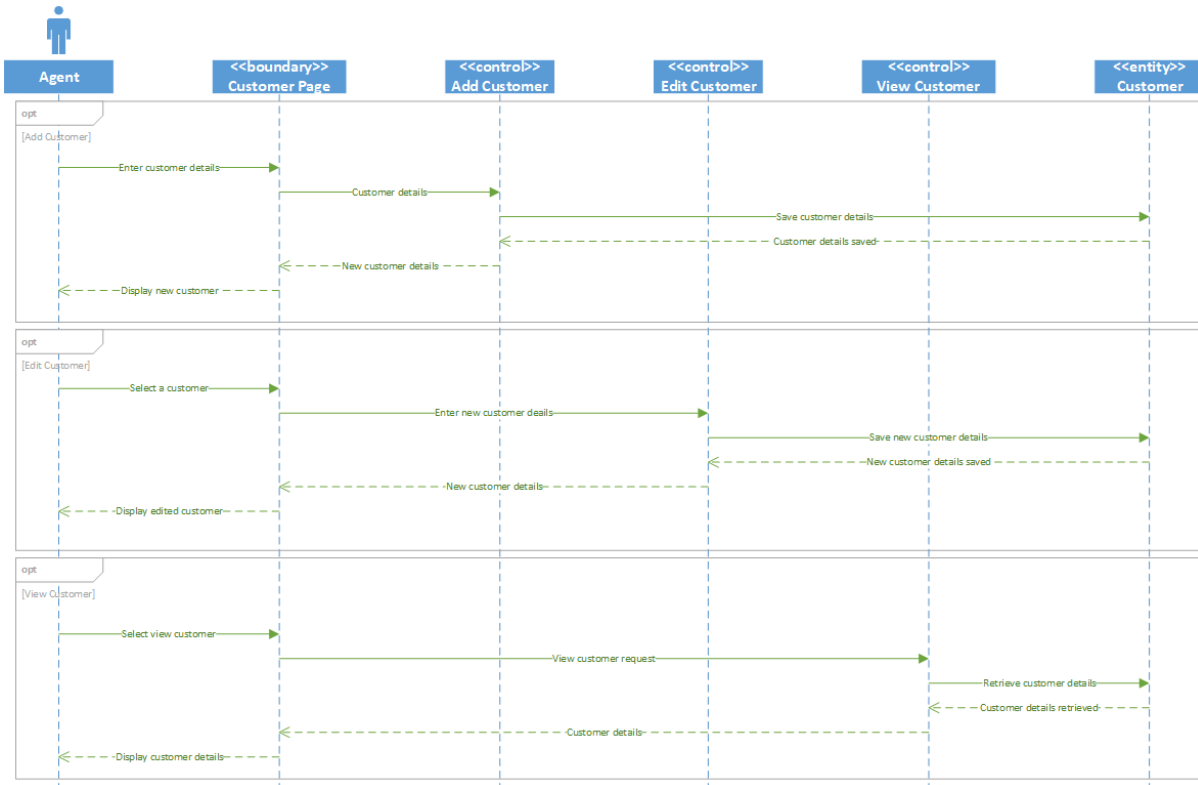 <<boundary>>
<<control>>
<<control>>
<<control>>
<<entity>>
Agent
Customer Page
Add Customer
Edit Customer
View Customer
Customer
opt
[Add Customer]
Enter customer details
Customer details
Save customer details
Customer details saved
New customer details
Display new customer
opt
[Edit Customer]
Select a customer
Enter new customer deails
Save new customer details
New customer details saved
New customer details
Display edited customer
opt
[View Customer]
Select view customer
View customer request
Retrieve customer details
Customer details retrieved
Customer details
Display customer details